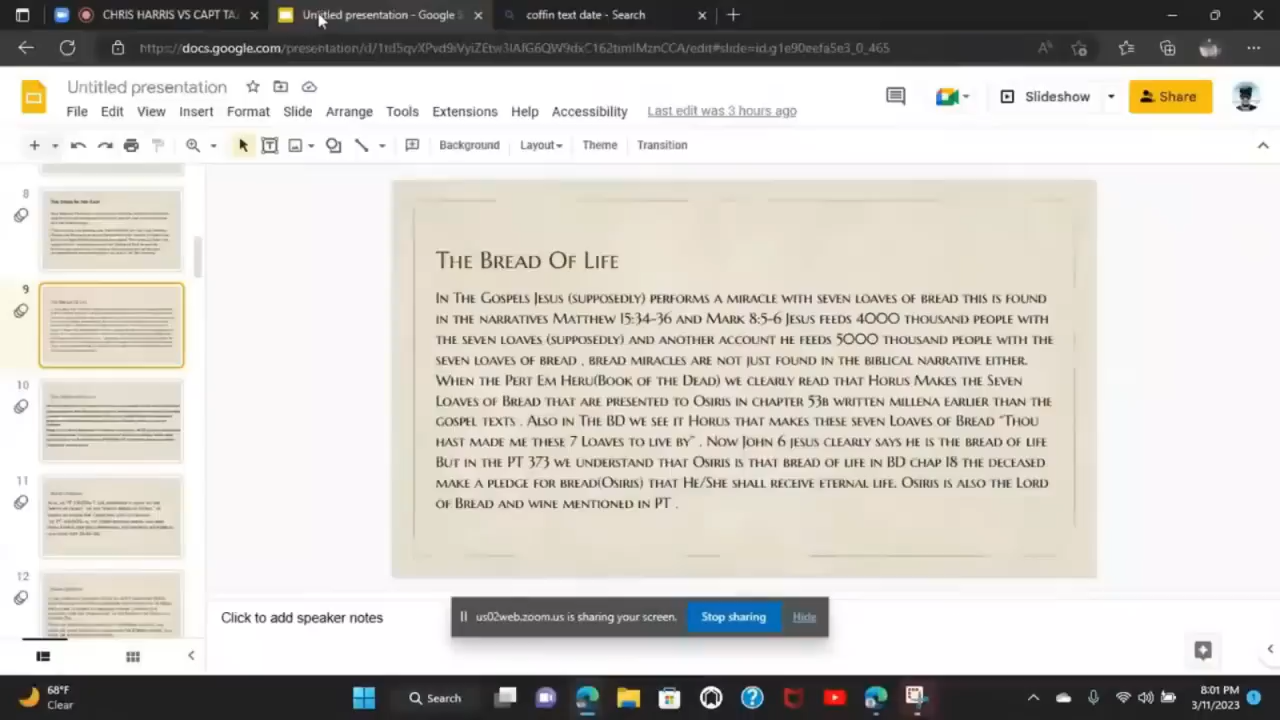 CHRIS HARRIS VS CAPT TA
Untitled presentation - Google S
coffin text date - Search
Untitled presentation
File Edit View Insert Format Slide Arrange Tools Extensions Help Accessibility
Last edit was 3 hours ago
Slideshow
Share
Background Layout Theme Transition
8
9
10
11
12
The Bread Of Life
In The Gospels Jesus (supposedly) performs a miracle with seven loaves of bread this is found
in the narratives Matthew 15:34-36 and Mark 8:5-6 Jesus feeds 4000 thousand people with
the seven loaves (supposedly) and another account he feeds 5000 thousand people with the
seven loaves of bread , bread miracles are not just found in the biblical narrative either.
When the Pert Em Heru(Book of the Dead) we clearly read that Horus Makes the Seven
Loaves of Bread that are presented to Osiris in chapter 53b written millena earlier than the
gospel texts . Also in The BD we see it Horus that makes these seven Loaves of Bread "Thou
hast made me these 7 Loaves to live by" . Now John 6 Jesus clearly says he is the bread of life
But in the PT 373 we understand that Osiris is that bread of life in BD chap 18 the deceased
make a pledge for bread(Osiris) that He/She shall receive eternal life. Osiris is also the Lord
of Bread and wine mentioned in PT .
Click to add speaker notes
us02web.zoom.us is sharing your screen.
Stop sharing
Hide
68°F
Clear
Search
8:01 PM
3/11/2023